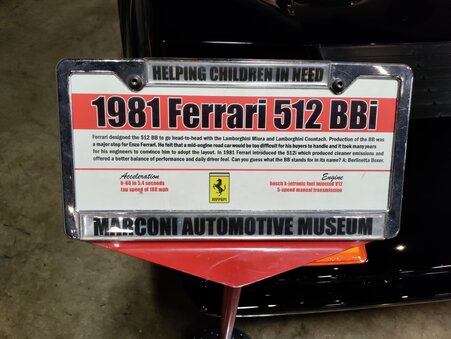 HELPING CHILDREN IN NEED
1981 Ferrari 512 BBi
Ferrari designed the 512 BB to go head-to-head with the Lamborghini Miura and Lamborghini Countach. Production of the BB was
a major step for Enzo Ferrari. He felt that a mid-engine road car would be too difficult for his buyers to handle and it took many years
for his engineers to convince him to adopt the layout. In 1981 Ferrari introduced the 512i which produced cleaner emissions and
offered a better balance of performance and daily driver feel. Can you guess what the BB stands for in its name? A: Berlinetta Boxer.
Acceleration
0-60 in 5.4 seconds
top speed of 188 mph
Engine
bosch k-jetronic fuel injected V12
5-speed manual transmission
FERRARI
MARCONI AUTOMOTIVE MUSEUM